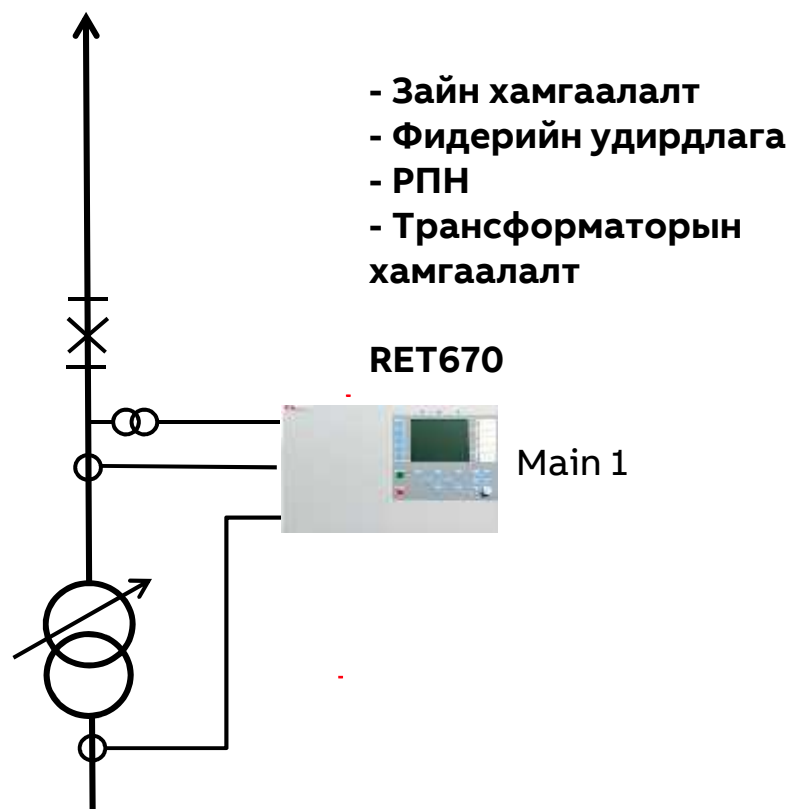 - Зайн хамгаалалт
- Фидерийн удирдлага
- РПН
- Трансформаторын
хамгаалалт
RET670
Main 1